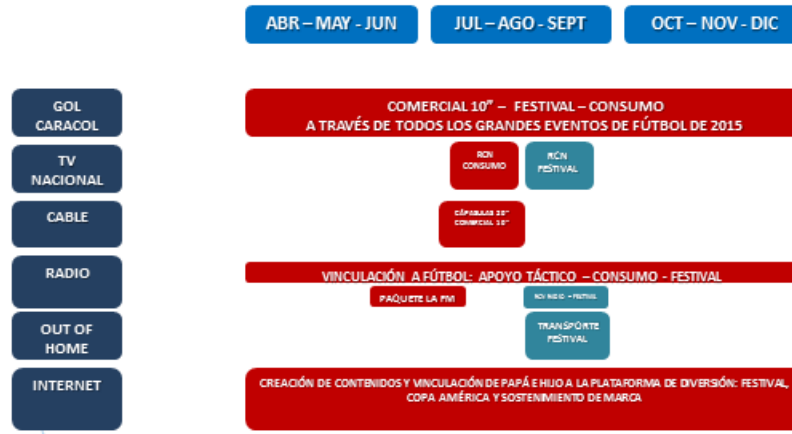 ABR – MAY - JUN
JUL – AGO - SEPT
OCT – NOV - DIC
GOL
CARACOL
COMERCIAL 10” – FESTIVAL – CONSUMO
A TRAVÉS DE TODOS LOS GRANDES EVENTOS DE FÚTBOL DE 2015
TV
NACIONAL
RCN
CONSUMO
RCN
FESTIVAL
CABLE
COMERCIAL 10”
RADIO
VINCULACIÓN A FÚTBOL: APOYO TÁCTICO – CONSUMO - FESTIVAL
PAQUETE LA FM
OUT OF
HOME
TRANSPORTE
FESTIVAL
INTERNET
CREACIÓN DE CONTENIDOS Y VINCULACIÓN DE PAPÁ E HIJO A LA PLATAFORMA DE DIVERSIÓN: FESTIVAL,
COPA AMÉRICA Y SOSTENIMIENTO DE MARCA